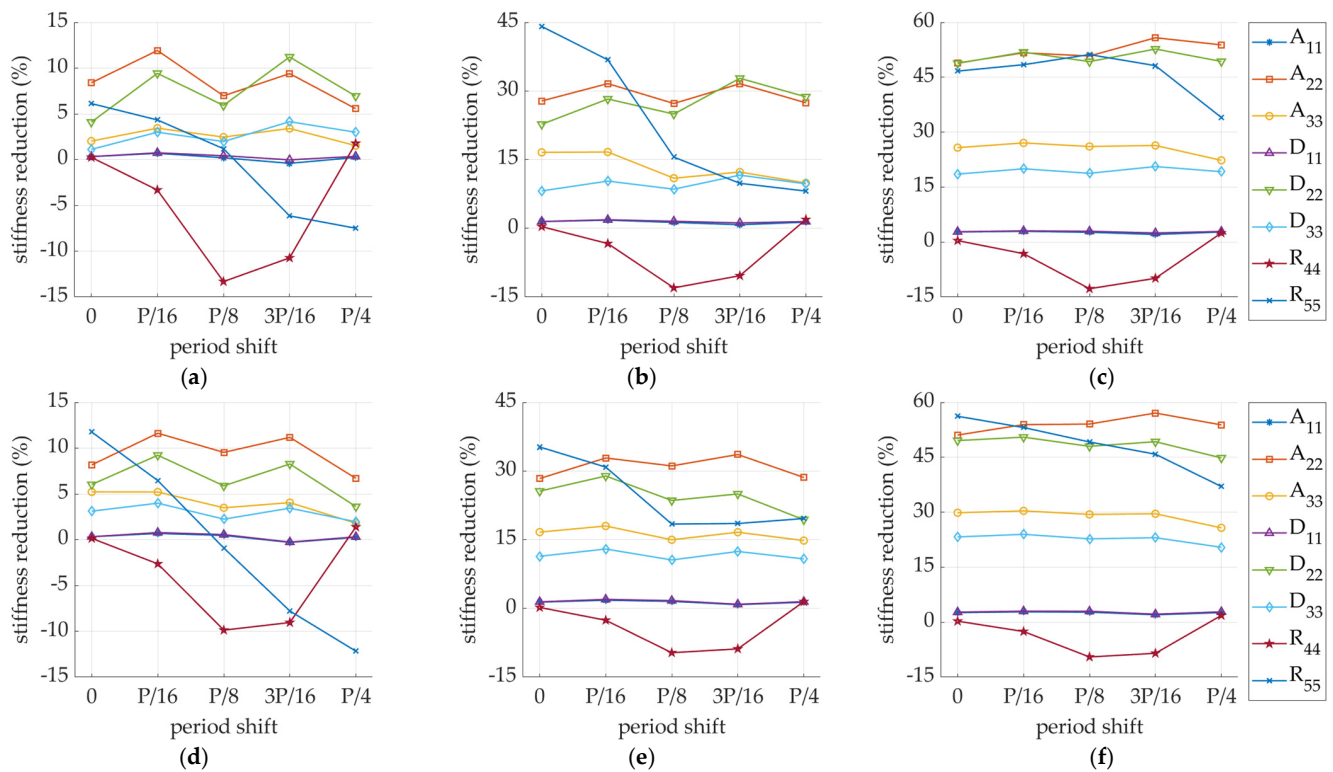 15
10
5
0
-5
-10
-15
stiffness reduction (%)
0 P/16 P/8 3P/16 P/4
period shift
(a)
45
30
15
0
-15
stiffness reduction (%)
0 P/16 P/8 3P/16 P/4
period shift
(b)
60
45
30
15
0
-15
stiffness reduction (%)
0 P/16 P/8 3P/16 P/4
period shift
(c)
A11
A22
A33
D11
D22
D33
R44
R55
15
10
5
0
-5
-10
-15
stiffness reduction (%)
0 P/16 P/8 3P/16 P/4
period shift
(d)
45
30
15
0
-15
stiffness reduction (%)
0 P/16 P/8 3P/16 P/4
period shift
(e)
60
45
30
15
0
-15
stiffness reduction (%)
0 P/16 P/8 3P/16 P/4
period shift
(f)
A11
A22
A33
D11
D22
D33
R44
R55